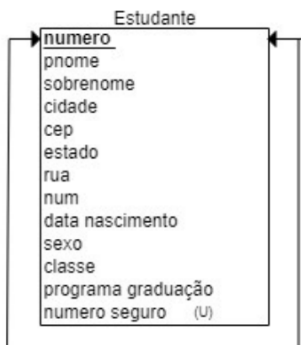 Estudante
numero
pnome
sobrenome
cidade
cep
estado
rua
num
data nascimento
sexo
classe
programa graduação
numero seguro (U)